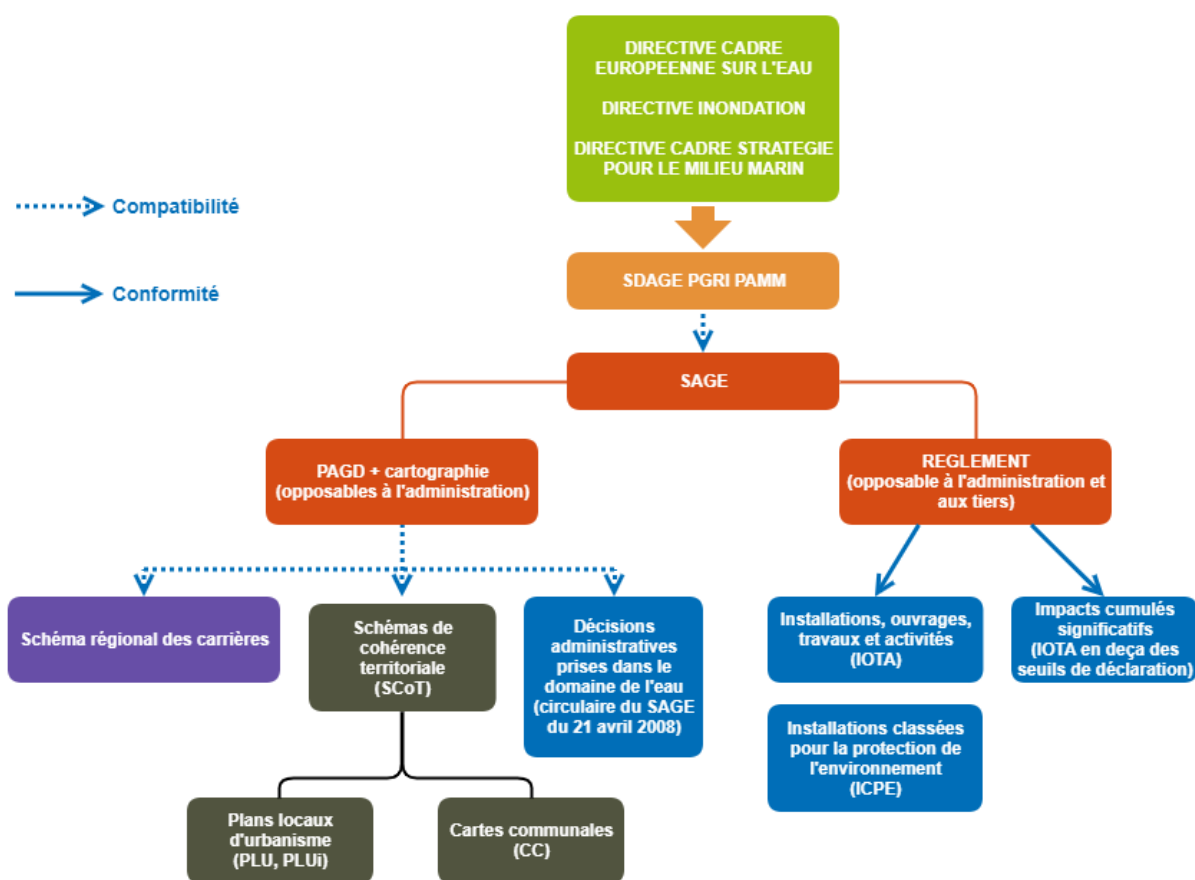 DIRECTIVE CADRE
EUROPEENNE SUR L'EAU
DIRECTIVE INONDATION
DIRECTIVE CADRE STRATEGIE
POUR LE MILIEU MARIN
Compatibilité
Conformité
SDAGE PGRI PAMM
SAGE
PAGD + cartographie
(opposables à l'administration)
REGLEMENT
(opposable à l'administration et
aux tiers)
Schéma régional des carrières
Schémas de
cohérence
territoriale
(SCoT)
Décisions
administratives
prises dans le
domaine de l'eau
(circulaire du SAGE
du 21 avril 2008)
Installations, ouvrages,
travaux et activités
(IOTA)
Impacts cumulés
significatifs
(IOTA en deça des
seuils de déclaration)
Installations classées
pour la protection de
l'environnement
(ICPE)
Plans locaux
d'urbanisme
(PLU, PLUi)
Cartes communales
(CC)